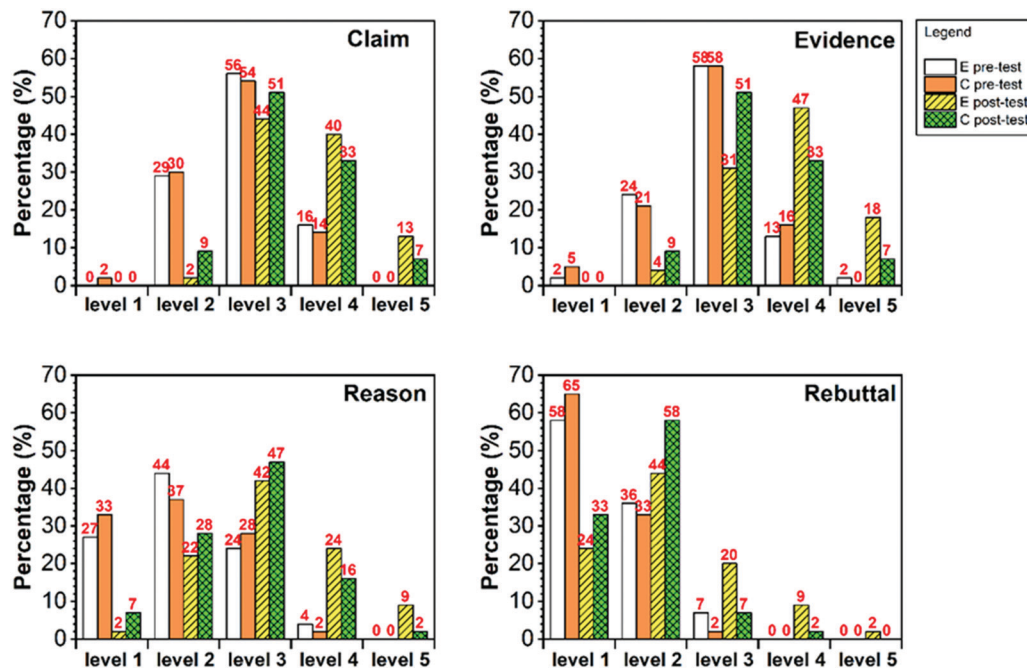 Claim
Percentage (%)
70
60
50
40
30
20
10
0
0 2 0 0
29 30 2 9
56 54 44 51
16 14 40 33
0 0 13 7
level 1 level 2 level 3 level 4 level 5
Evidence
Percentage (%)
70
60
50
40
30
20
10
0
2 5 0 0
24 21 4 9
58 58 31 51
13 16 47 33
2 0 18 7
level 1 level 2 level 3 level 4 level 5
Legend
E pre-test
C pre-test
E post-test
C post-test
Reason
Percentage (%)
70
60
50
40
30
20
10
0
27 33 2 7
44 37 22 28
24 28 42 47
4 2 24 16
0 0 9 2
level 1 level 2 level 3 level 4 level 5
Rebuttal
Percentage (%)
70
60
50
40
30
20
10
0
58 65 24 33
36 33 44 58
7 2 20 7
0 0 9 2
0 0 2 0
level 1 level 2 level 3 level 4 level 5